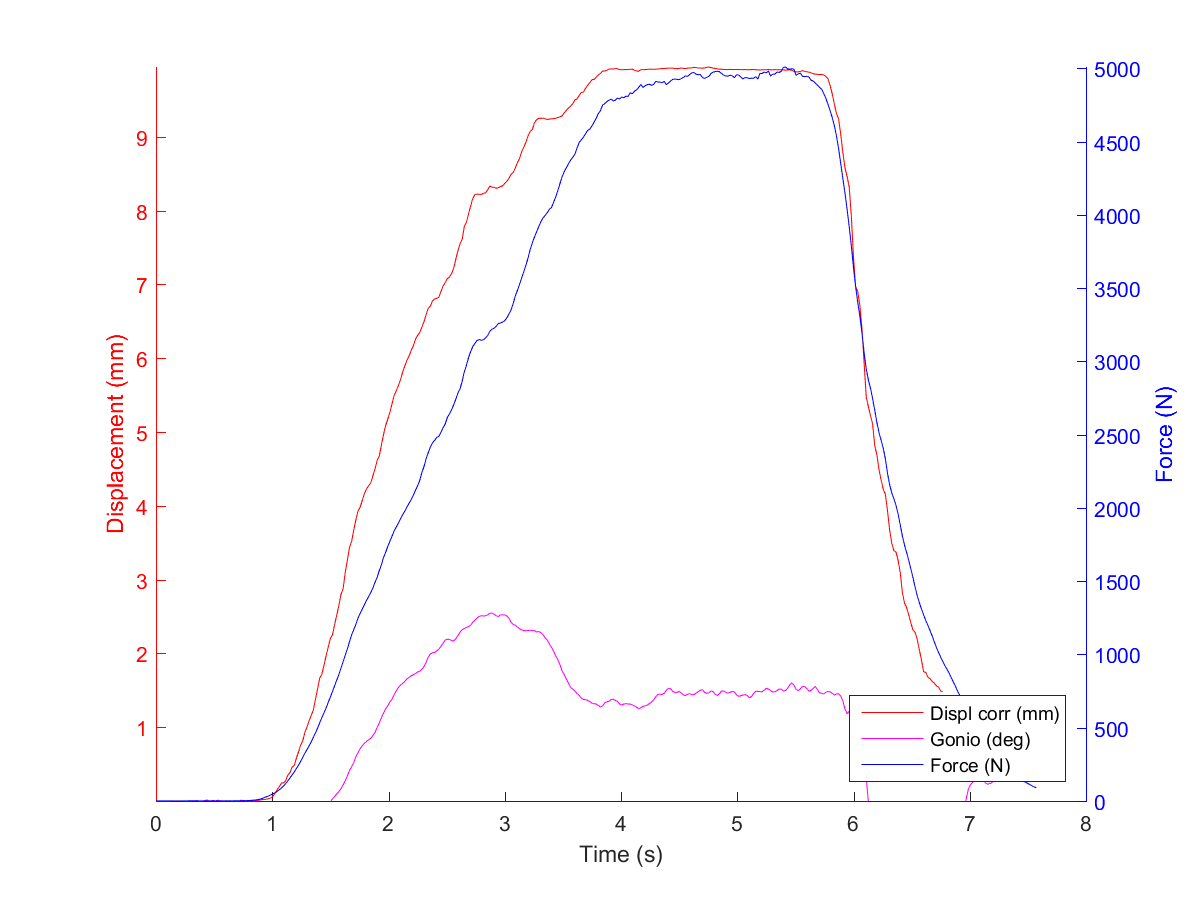 5000
9
4500
8
4000
7
3500
6
3000
Displacement (mm)
Force (N)
5
2500
4
2000
3
1500
2
1000
1
500
0
Displ corr (mm)
Gonio (deg)
Force (N)
0 1 2 3 4 5 6 7 8
Time (s)